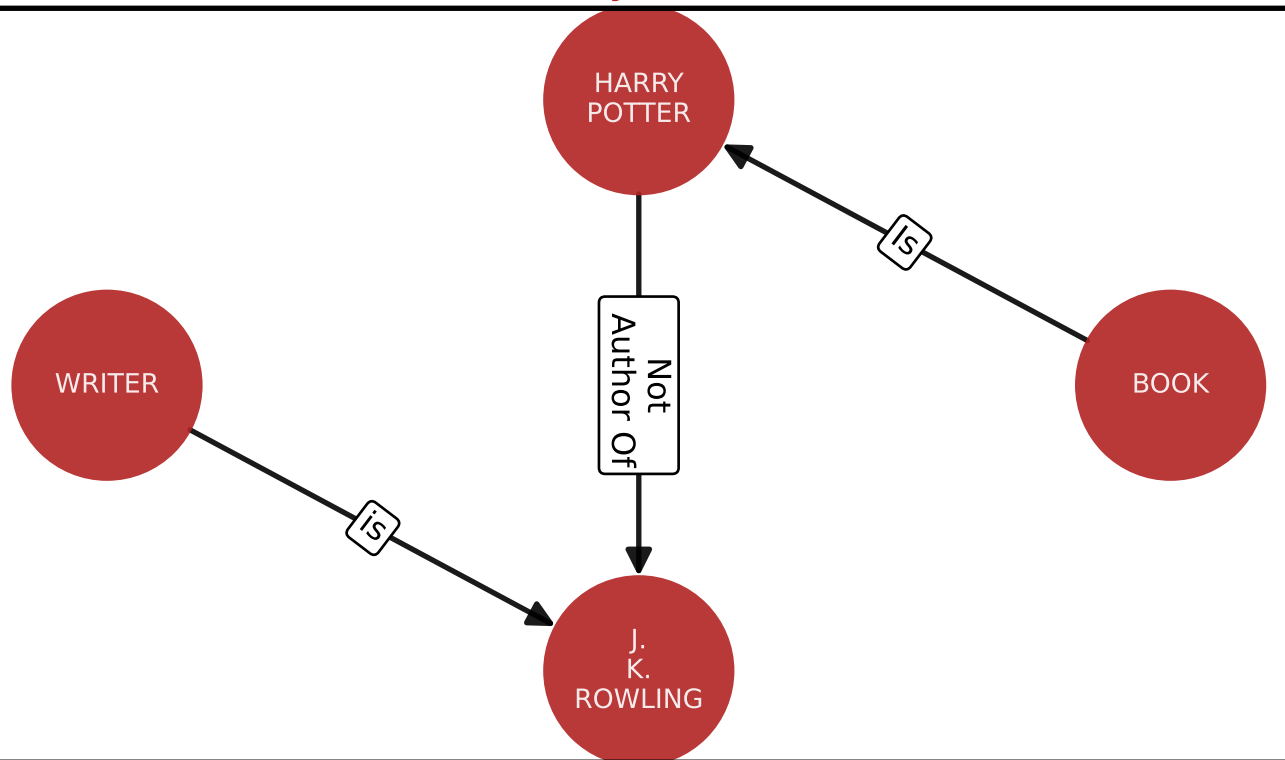 HARRY
POTTER
Is
Not
Author Of
WRITER
BOOK
is
J.
K.
ROWLING